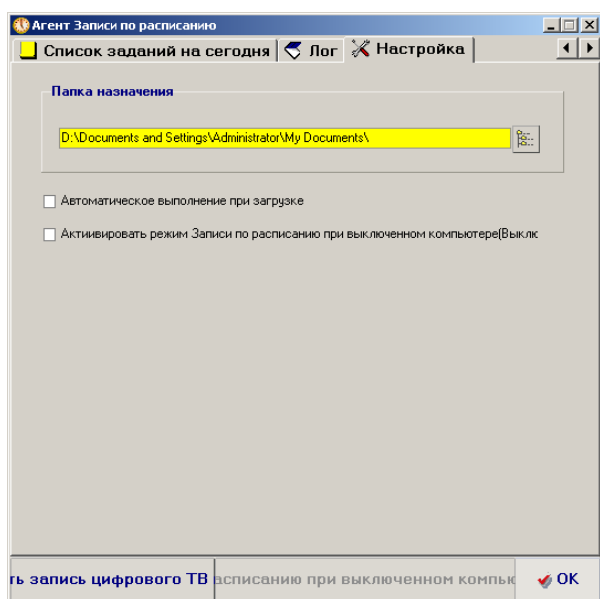 Агент Записи по расписанию
Список заданий на сегодня Лог Настройка
Папка назначения
D:\Documents and Settings\Administrator\My Documents\
Автоматическое выполнение при загрузке
Актиивировать режим Записи по расписанию при выключенном компьютере(Выклк
ть запись цифрового ТВ асписанию при выключенном компьк OK